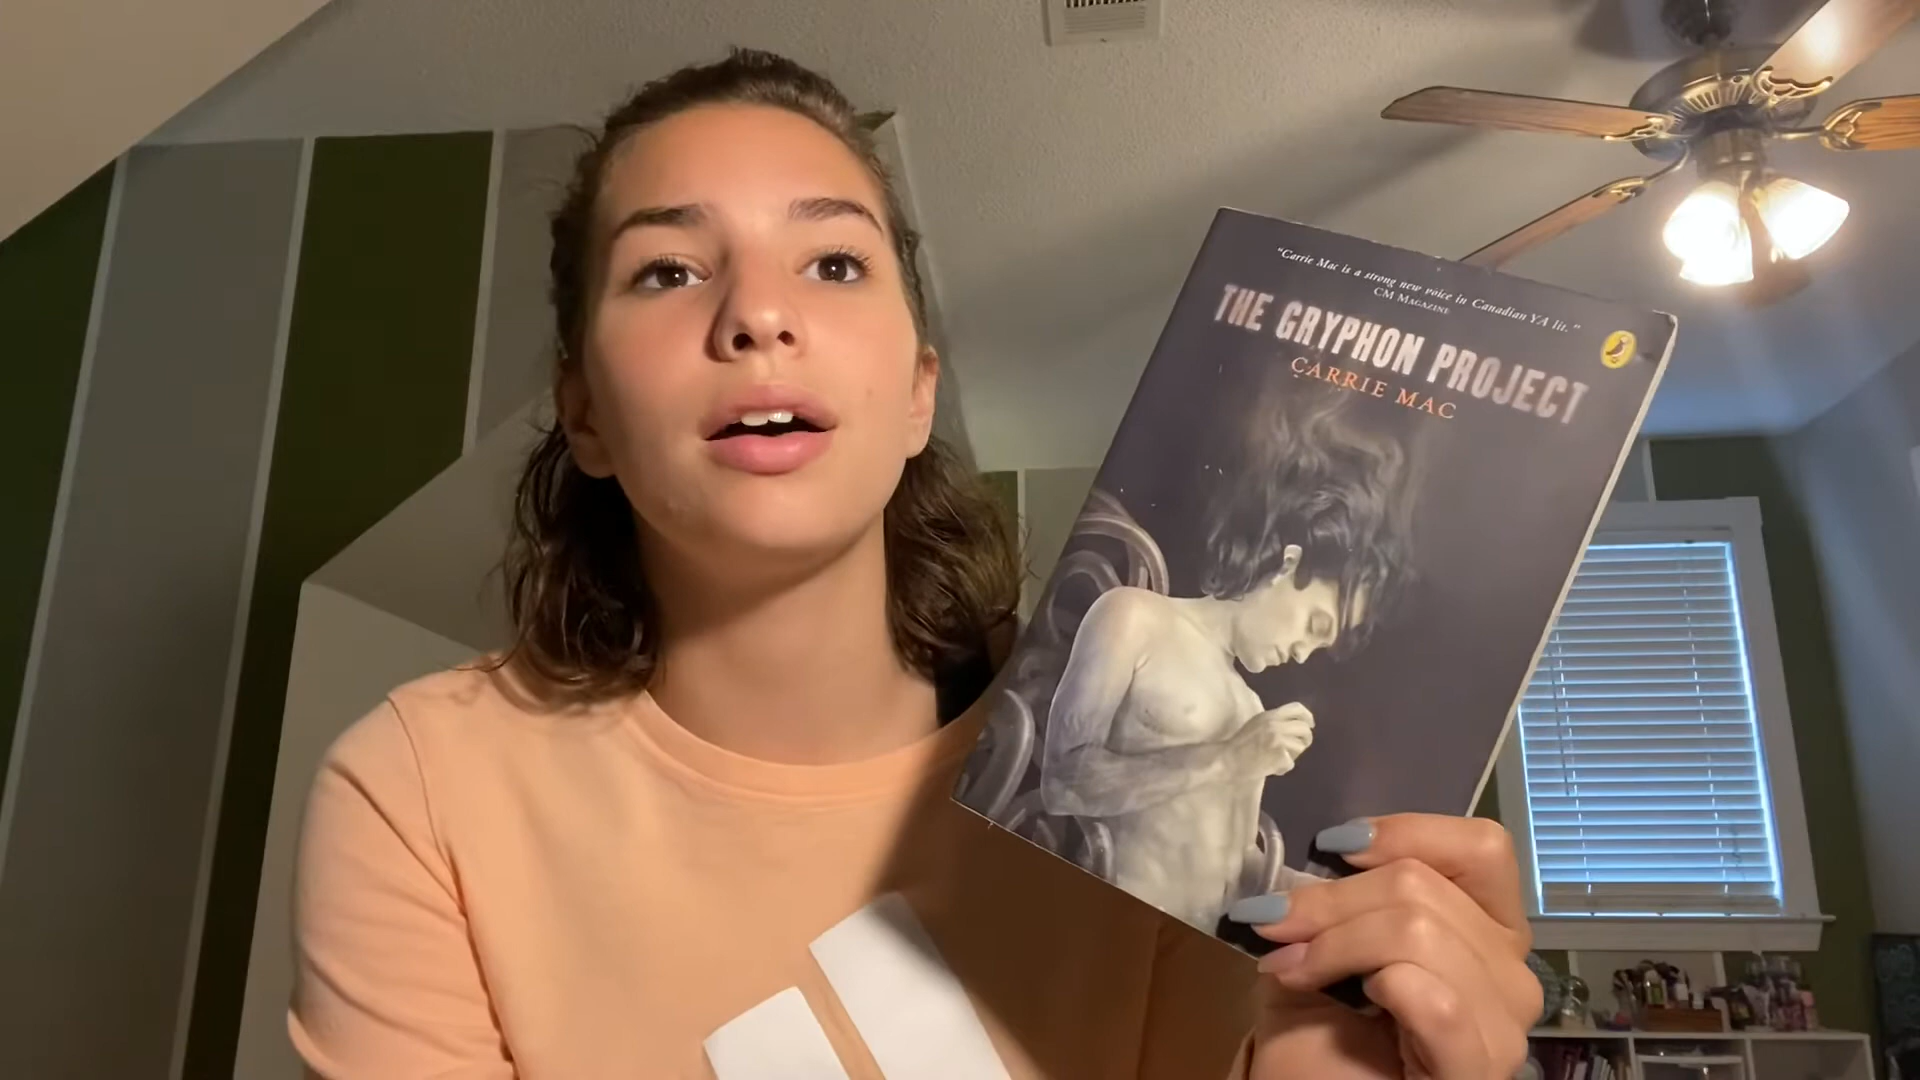 "Carrie Mac is a strong new voice in Canadian YA lit."
CM MAGAZINE
THE GRYPHON PROJECT
CARRIE MAC